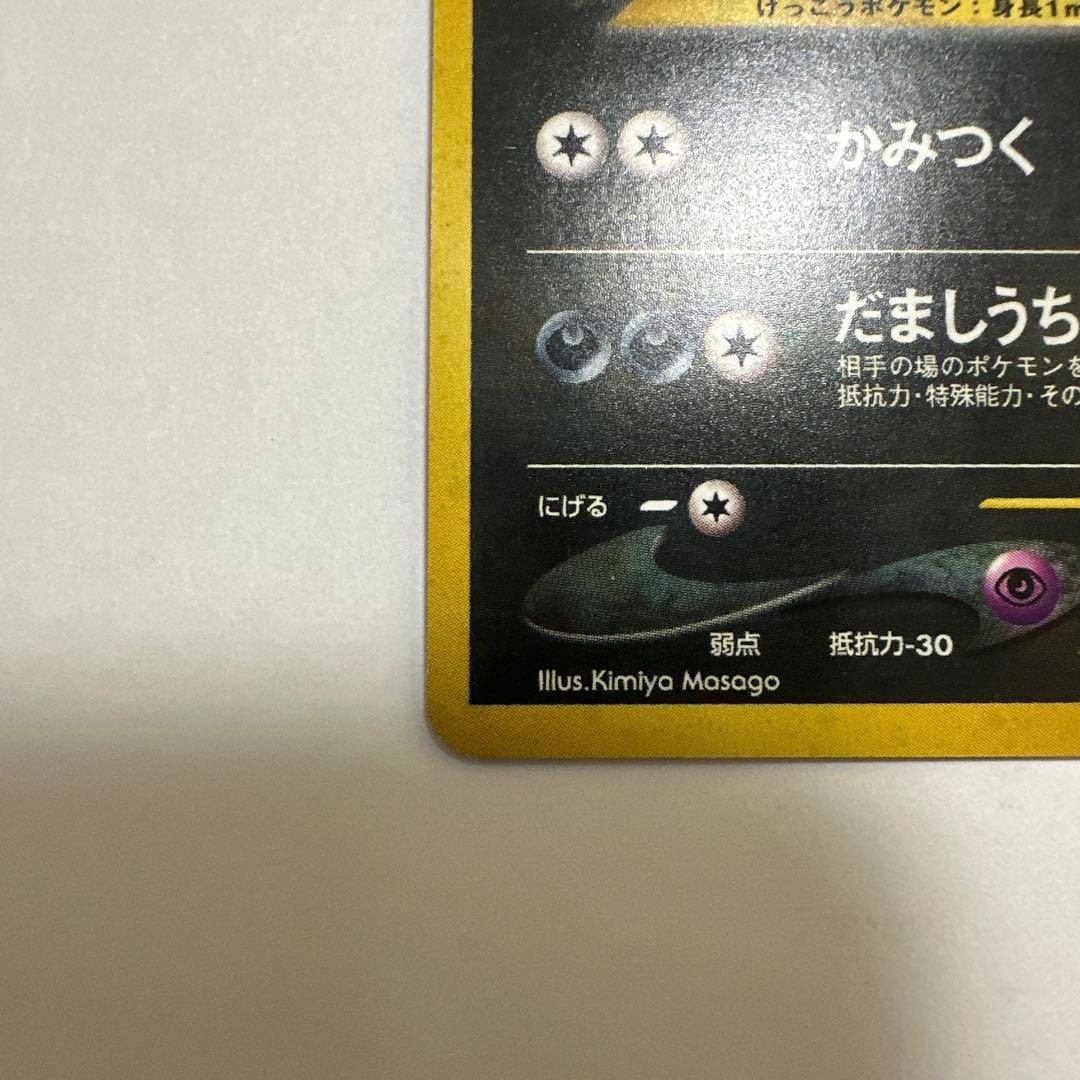 げっこうポケモン：身長1m
かみつく
だましうち
相手の場のポケモンを
抵抗力・特殊能力・その
にげる
弱点 抵抗力-30
Illus.Kimiya Masago